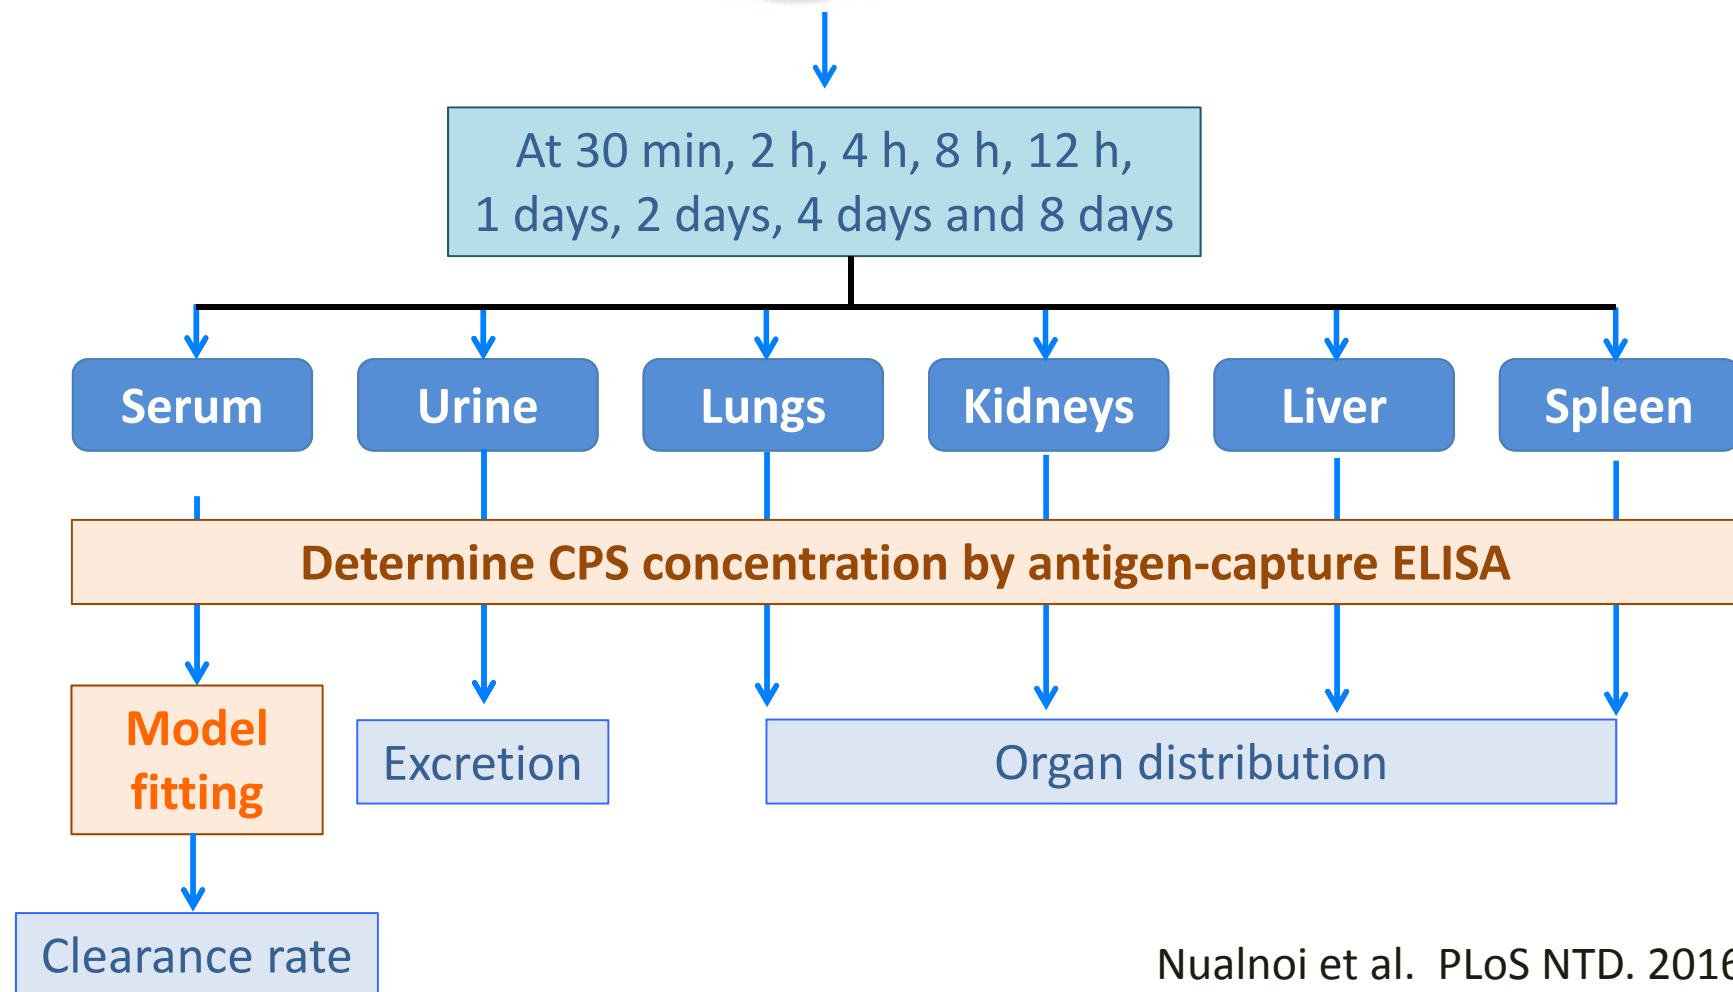 At 30 min, 2 h, 4 h, 8 h, 12 h,
1 days, 2 days, 4 days and 8 days
Serum
Urine
Lungs
Kidneys
Liver
Spleen
Determine CPS concentration by antigen-capture ELISA
Model
fitting
Excretion
Organ distribution
Clearance rate
Nualnoi et al. PLoS NTD. 2016